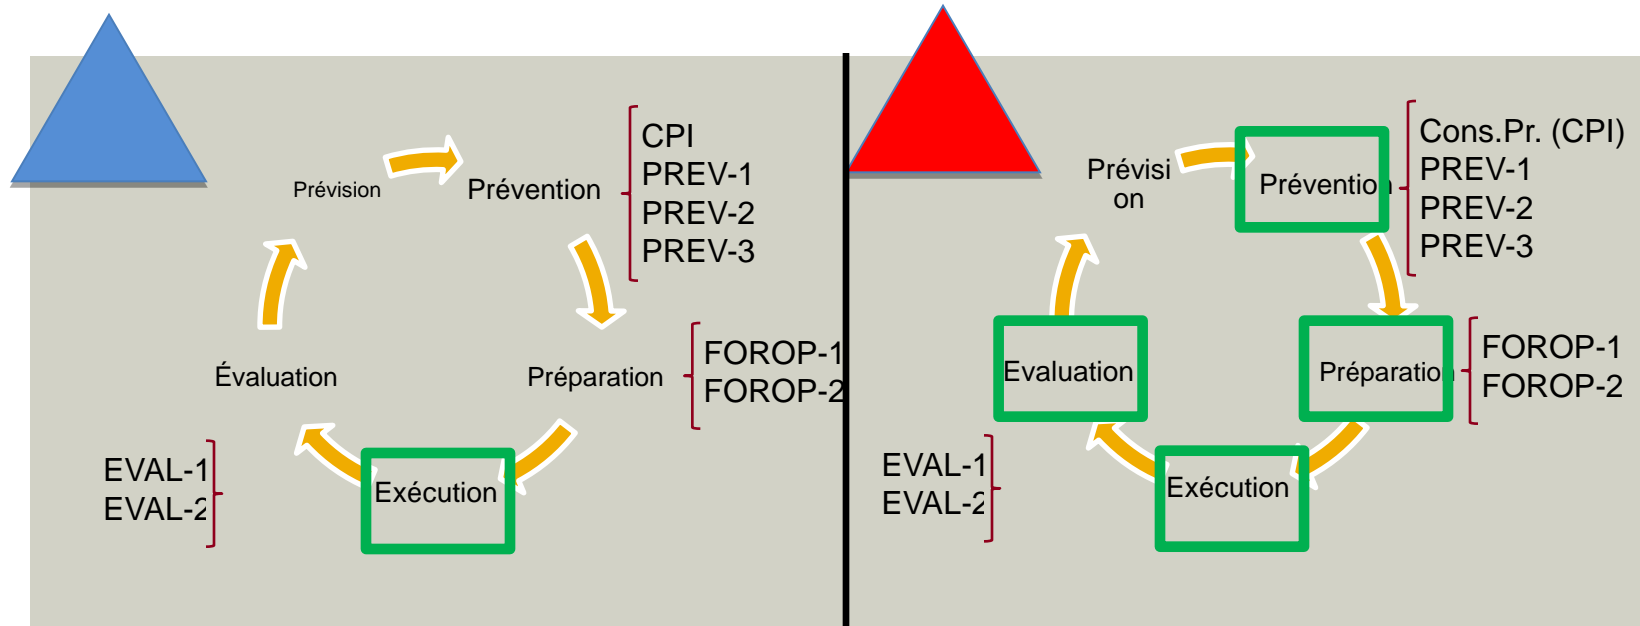 Prévision
Prévention
CPI
PREV-1
PREV-2
PREV-3
Évaluation
Préparation
FOROP-1
FOROP-2
EVAL-1
EVAL-2
Exécution
Prévisi
on
Prévention
Cons.Pr. (CPI)
PREV-1
PREV-2
PREV-3
Evaluation
Préparation
FOROP-1
FOROP-2
EVAL-1
EVAL-2
Exécution